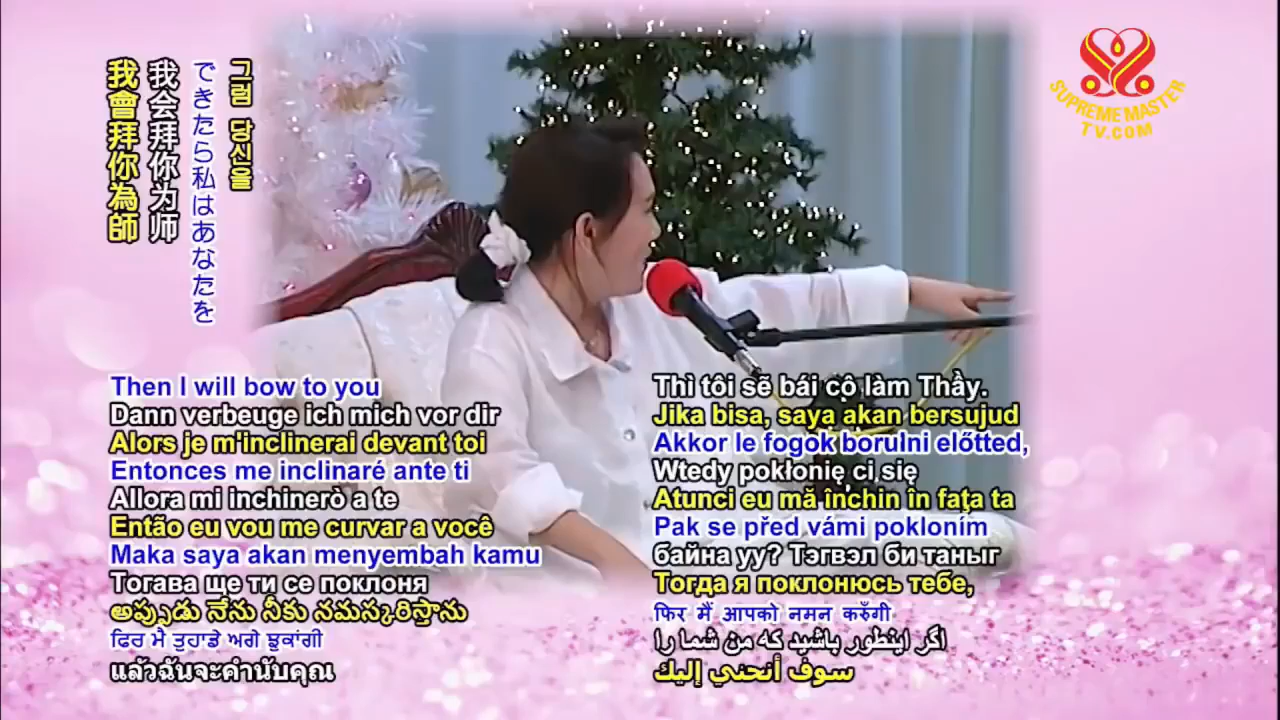 我會拜你為師
我会拜你为师
できたら私はあなたを
그럼 당신을
SUPREME MASTER
TV.COM
Then I will bow to you
Dann verbeuge ich mich vor dir
Alors je m'inclinerai devant toi
Entonces me inclinaré ante ti
Allora mi inchinerò a te
Então eu vou me curvar a você
Maka saya akan menyembah kamu
Тогава ще ти се поклоня
అప్పుడు నేను నీకు నమస్కరిస్తాను
ਫਿਰ ਮੈ ਤੁਹਾਡੇ ਅਗੇ ਝੁਕਾਂਗੀ
แล้วฉันจะคำนับคุณ
Thì tôi sẽ bái cổ làm Thầy.
Jika bisa, saya akan bersujud
Akkor le fogok borulni előtted,
Wtedy pokłonię ci się
Atunci eu mă închin în faţa ta
Pak se před vámi pokloním
байна уу? Тэгвэл би таныг
Тогда я поклонюсь тебе,
फिर मैं आपको नमन करुँगी
اگر اینطور باشید که من شما را
سوف أنحني إليك